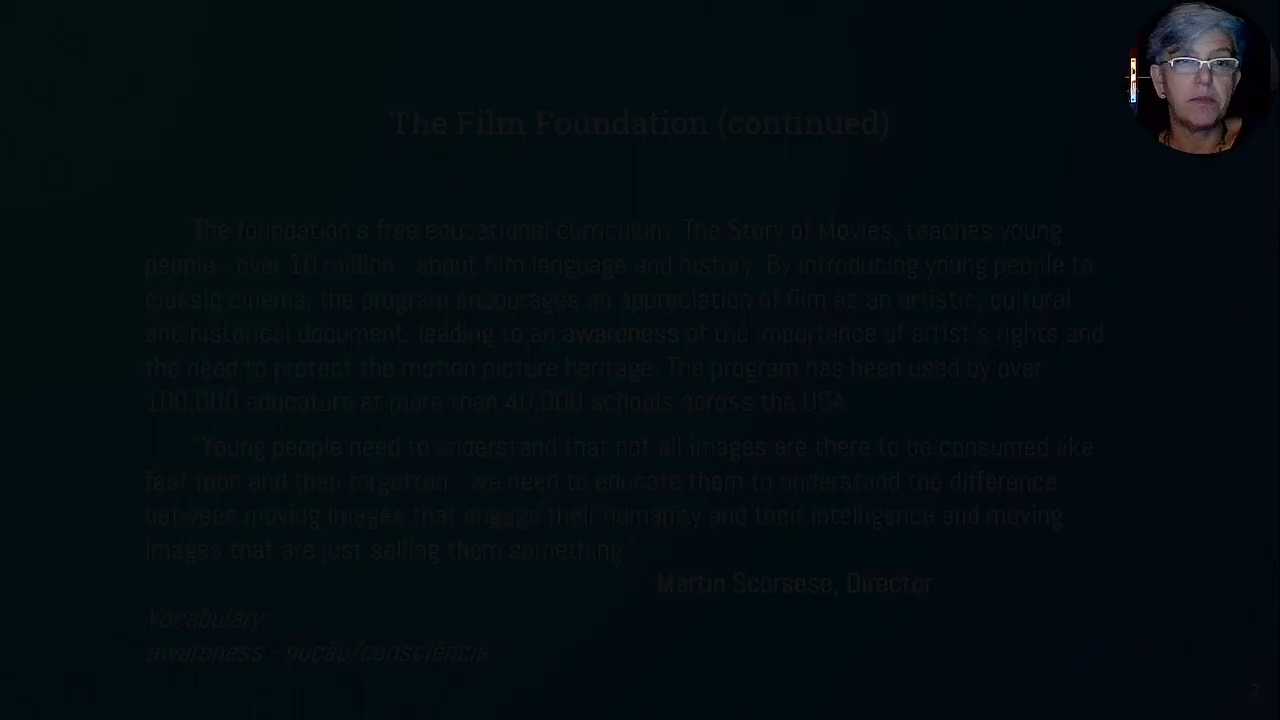 The Film Foundation (continued)
The foundation's free educational curriculum, The Story of Movies, teaches young
people - over 10 million - about film language and history. By introducing young people to
classic cinema, the program encourages an appreciation of film as an artistic, cultural
and historical document, leading to an awareness of the importance of artist's rights and
the need to protect the motion picture heritage. The program has been used by over
100,000 educators at more than 40,000 schools across the USA.
"Young people need to understand that not all images are there to be consumed like
fast food and then forgotten - we need to educate them to understand the difference
between moving images that engage their humanity and their intelligence and moving
images that are just selling them something"
Martin Scorsese, Director
Vocabulary:
awareness - noção/consciência
7